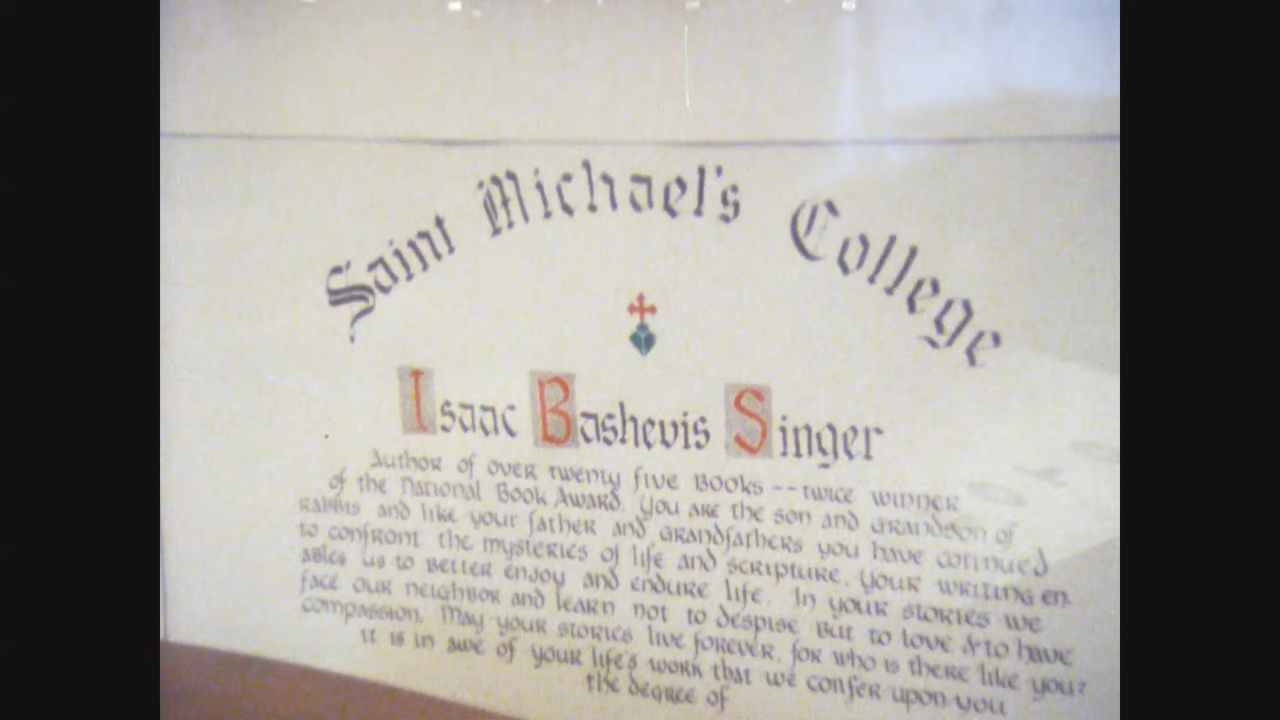 Saint Michael's College
Isaac Bashevis Singer
Author of over twenty five Books -- twice winner
of the National Book Award. You are the son and grandson of
rabbis and like your father and grandfathers you have continued
to confront the mysteries of life and scripture. Your writing en
ables us to better enjoy and endure life. In your stories we
face our neighbor and learn not to despise but to love & to have
compassion. May your stories live forever, for who is there like you?
It is in awe of your life's work that we confer upon you
the degree of